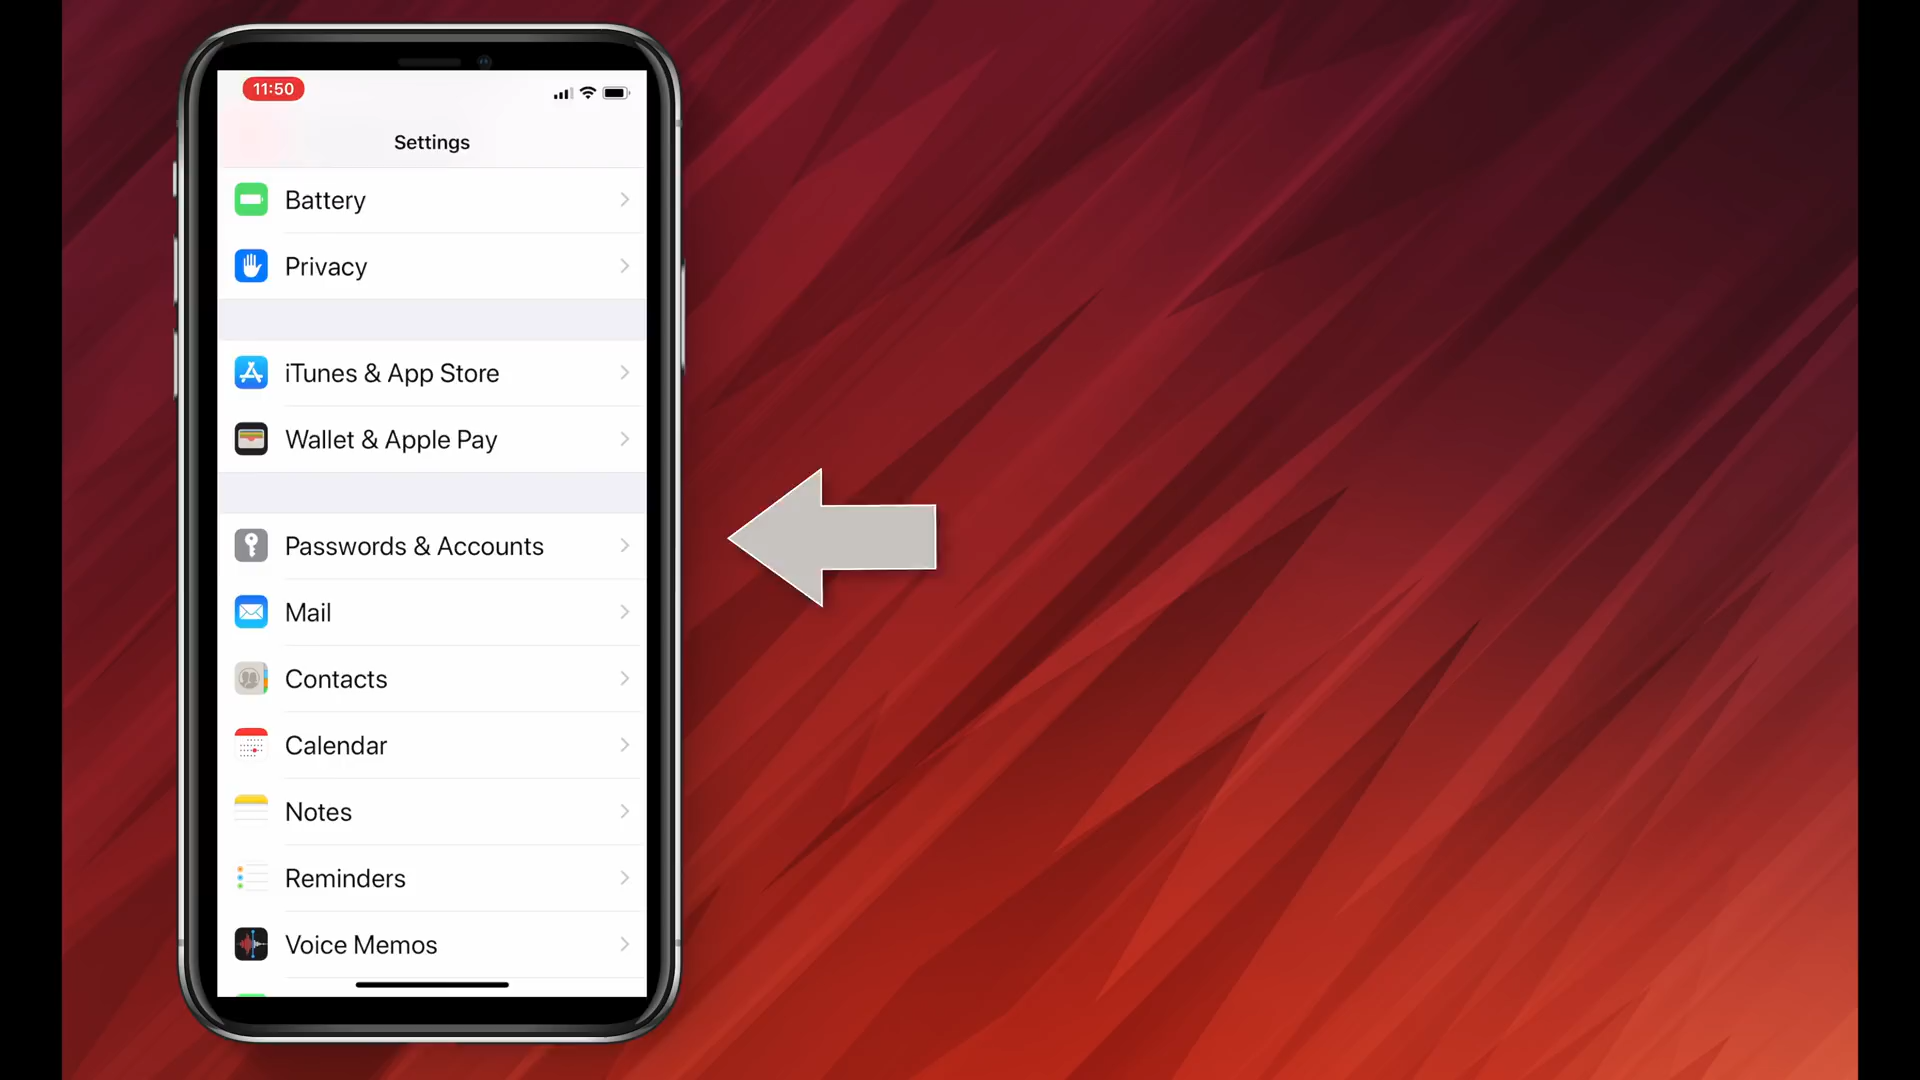 11:50
Settings
Battery
Privacy
iTunes & App Store
Wallet & Apple Pay
Passwords & Accounts
Mail
Contacts
Calendar
Notes
Reminders
Voice Memos